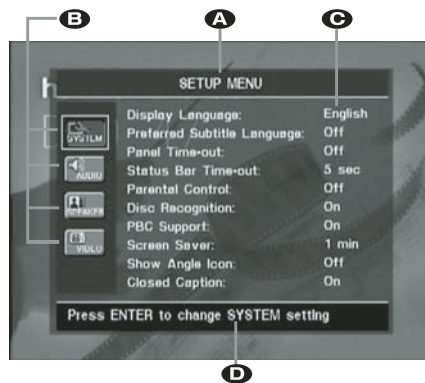 B A C
h
SETUP MENU
SYSTEM
AUDIO
SPEAKER
VIDEO
Display Language: English
Preferred Subtitle Language: Off
Panel Time-out: Off
Status Bar Time-out: 5 sec
Parental Control: Off
Disc Recognition: On
PBC Support: On
Screen Saver: 1 min
Show Angle Icon: Off
Closed Caption: On
Press ENTER to change SYSTEM setting
D